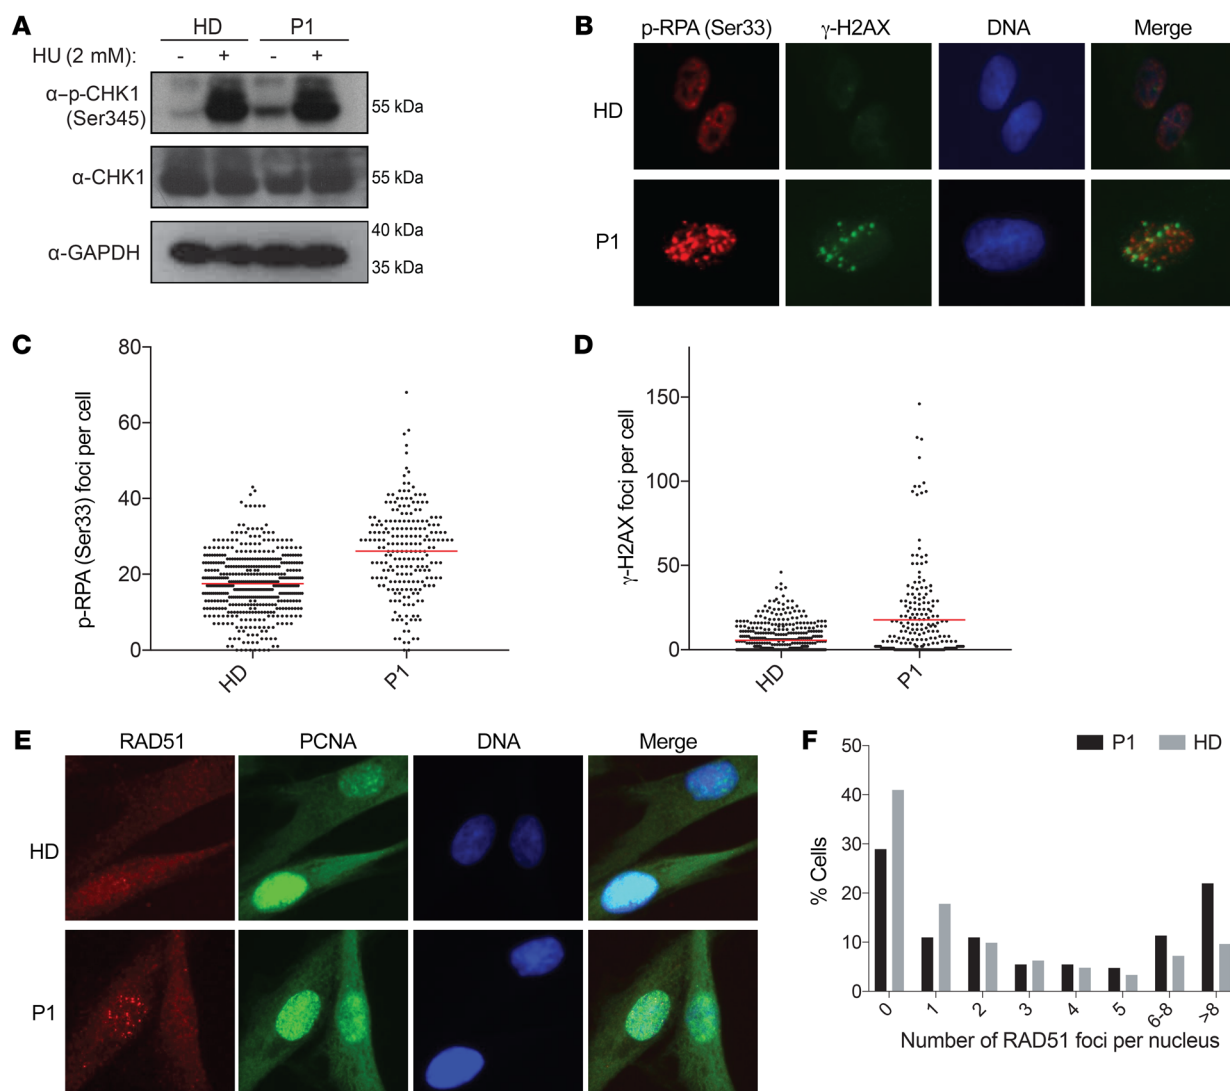 A
HD P1
HU (2 mM): - + - +
α–p-CHK1
(Ser345)
55 kDa
α-CHK1
55 kDa
α-GAPDH
40 kDa
35 kDa
B
p-RPA (Ser33) γ-H2AX DNA Merge
HD
P1
C
p-RPA (Ser33) foci per cell
80
60
40
20
0
HD P1
D
γ-H2AX foci per cell
150
100
50
0
HD P1
E
RAD51 PCNA DNA Merge
HD
P1
F
P1 HD
% Cells
50
40
30
20
10
0
0 1 2 3 4 5 6-8 >8
Number of RAD51 foci per nucleus